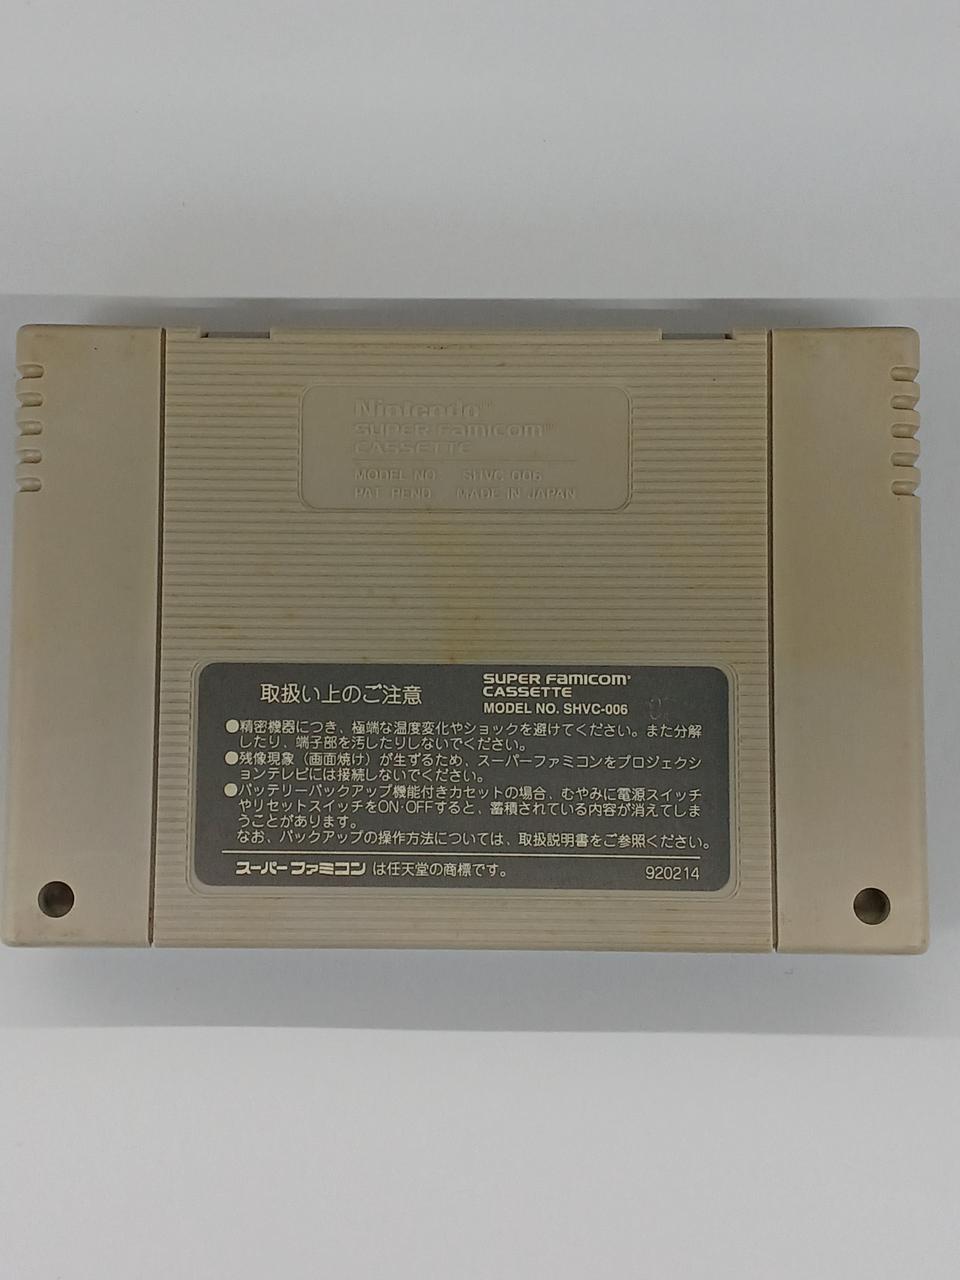 Nintendo
SUPER FAMICOM
CASSETTE
MODEL NO. SHVC-006
PAT. PEND. MADE IN JAPAN
取扱い上のご注意
SUPER FAMICOM
CASSETTE
MODEL NO. SHVC-006
●精密機器につき、極端な温度変化やショックを避けてください。また分解
したり、端子部を汚したりしないでください。
●残像現象（画面焼け）が生ずるため、スーパーファミコンをプロジェクシ
ョンテレビには接続しないでください。
●バッテリーバックアップ機能付きカセットの場合、むやみに電源スイッチ
やリセットスイッチをON・OFFすると、蓄積されている内容が消えてしま
うことがあります。
なお、バックアップの操作方法については、取扱説明書をご参照ください。
スーパーファミコン は任天堂の商標です。
920214